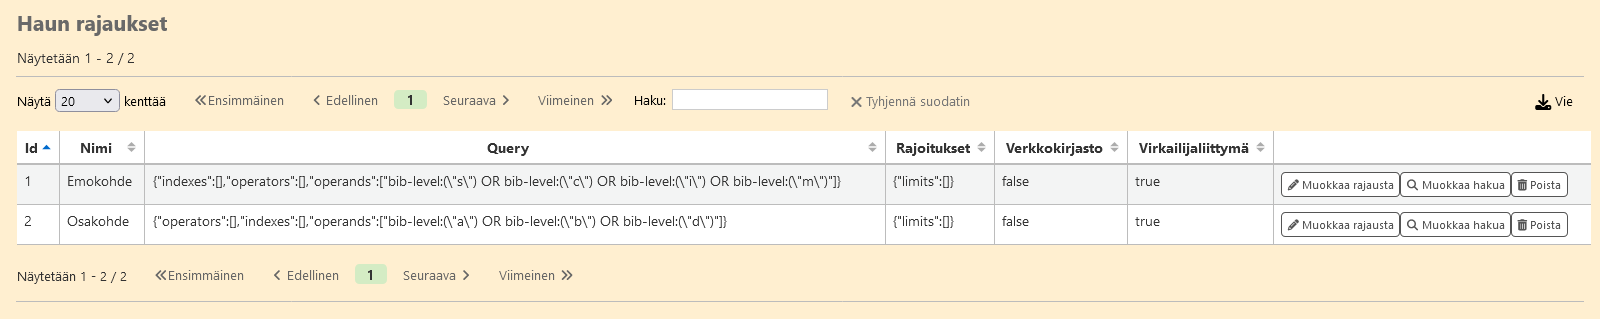 Haun rajaukset
Näytetään 1 - 2 / 2
Näytä 20 kenttää Ensimmäinen Edellinen 1 Seuraava Viimeinen Haku: Tyhjennä suodatin Vie
Id Nimi Query Rajoitukset Verkkokirjasto Virkailijaliittymä
1 Emokohde {"indexes":[],"operators":[],"operands":["bib-level:(\"s\") OR bib-level:(\"c\") OR bib-level:(\"i\") OR bib-level:(\"m\")"]} {"limits":[]} false true Muokkaa rajausta Muokkaa hakua Poista
2 Osakohde {"operators":[],"indexes":[],"operands":["bib-level:(\"a\") OR bib-level:(\"b\") OR bib-level:(\"d\")"]} {"limits":[]} false true Muokkaa rajausta Muokkaa hakua Poista
Näytetään 1 - 2 / 2 Ensimmäinen Edellinen 1 Seuraava Viimeinen